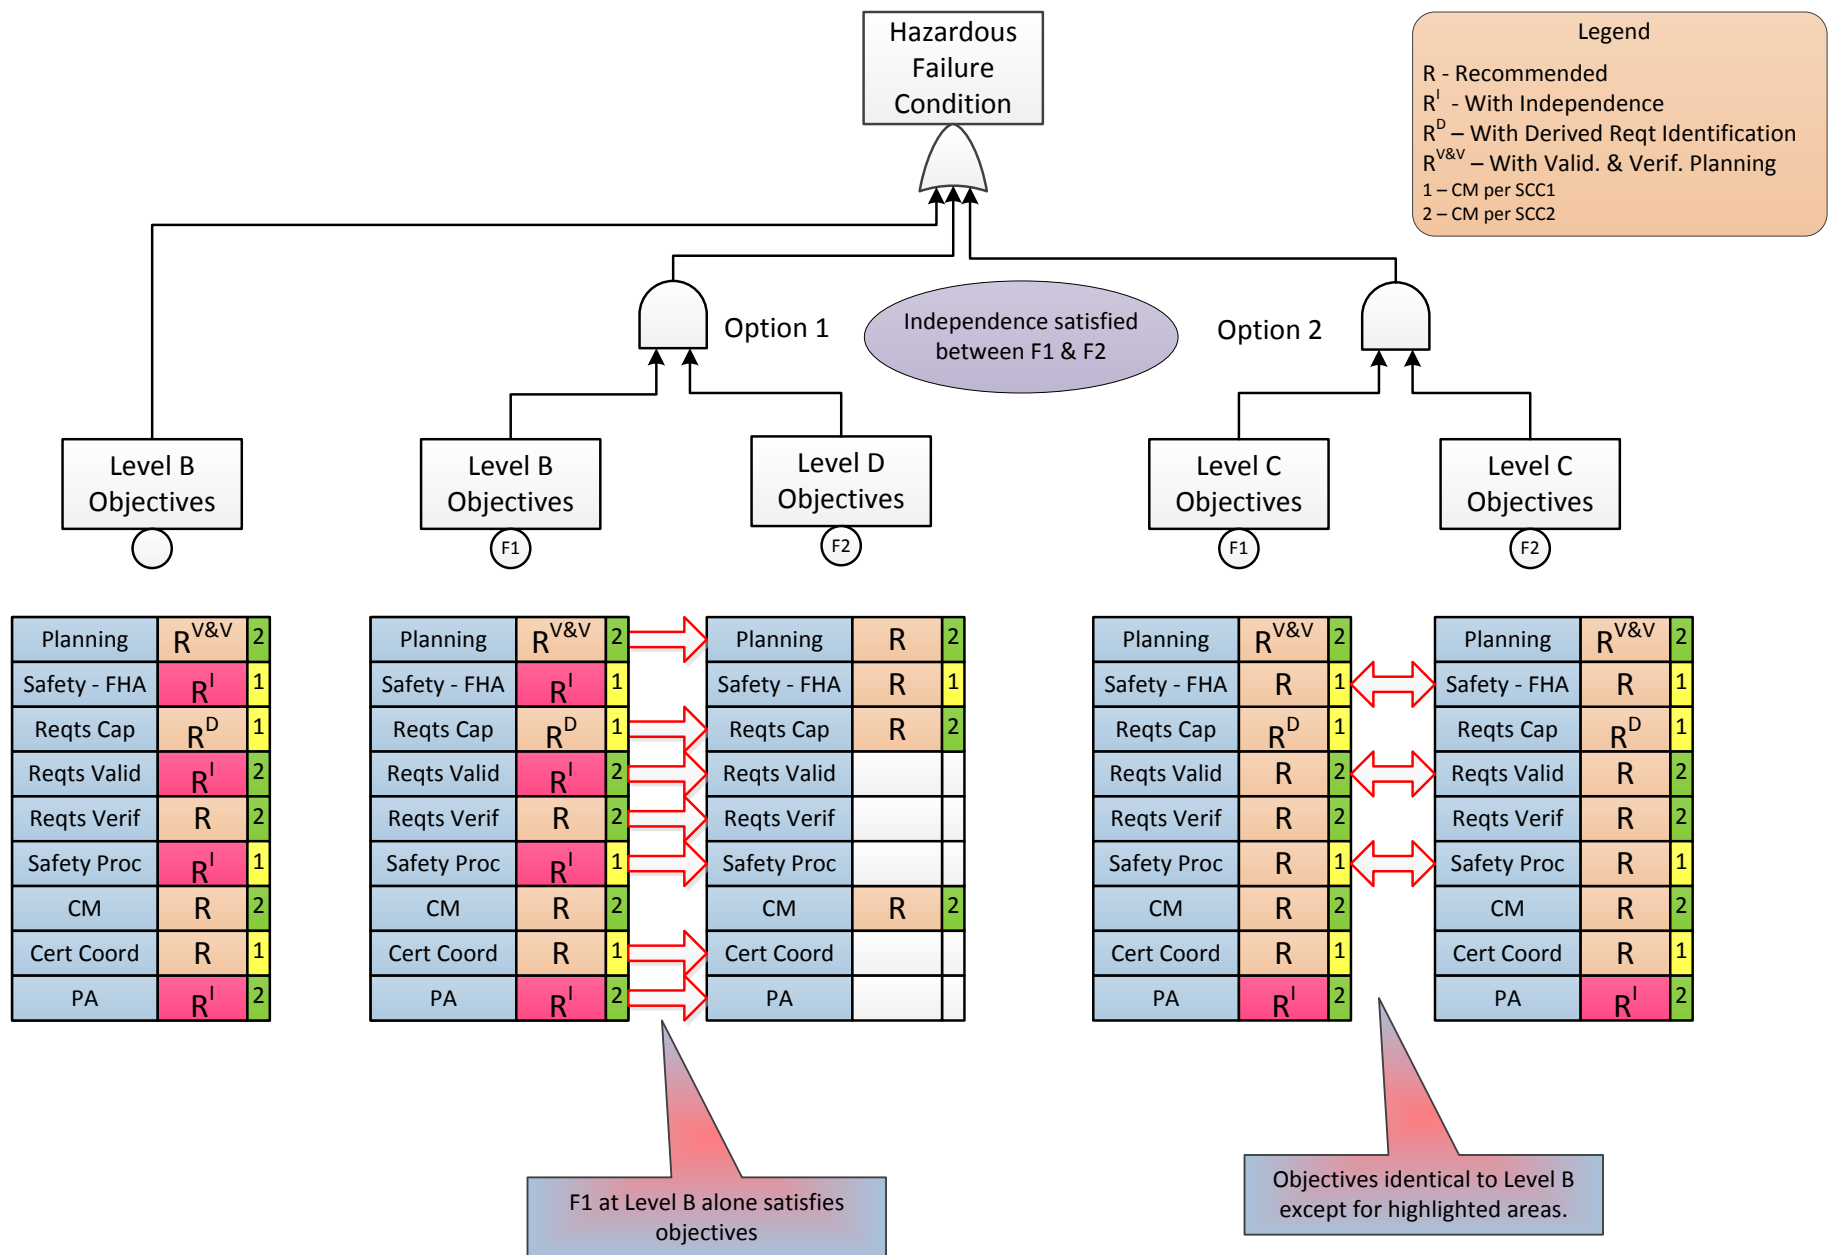 Hazardous
Failure
Condition
Legend
R - Recommended
R^I - With Independence
R^D – With Derived Reqt Identification
R^V&V – With Valid. & Verif. Planning
1 – CM per SCC1
2 – CM per SCC2
Option 1
Independence satisfied
between F1 & F2
Option 2
Level B
Objectives
Level B
Objectives
F1
Level D
Objectives
F2
Level C
Objectives
F1
Level C
Objectives
F2
Planning R^V&V 2
Safety - FHA R^I 1
Reqts Cap R^D 1
Reqts Valid R^I 2
Reqts Verif R 2
Safety Proc R^I 1
CM R 2
Cert Coord R 1
PA R^I 2
Planning R^V&V 2
Safety - FHA R^I 1
Reqts Cap R^D 1
Reqts Valid R^I 2
Reqts Verif R 2
Safety Proc R^I 1
CM R 2
Cert Coord R 1
PA R^I 2
Planning R 2
Safety - FHA R 1
Reqts Cap R 2
Reqts Valid
Reqts Verif
Safety Proc
CM R 2
Cert Coord
PA
Planning R^V&V 2
Safety - FHA R 1
Reqts Cap R^D 1
Reqts Valid R 2
Reqts Verif R 2
Safety Proc R 1
CM R 2
Cert Coord R 1
PA R^I 2
Planning R^V&V 2
Safety - FHA R 1
Reqts Cap R^D 1
Reqts Valid R 2
Reqts Verif R 2
Safety Proc R 1
CM R 2
Cert Coord R 1
PA R^I 2
F1 at Level B alone satisfies
objectives
Objectives identical to Level B
except for highlighted areas.